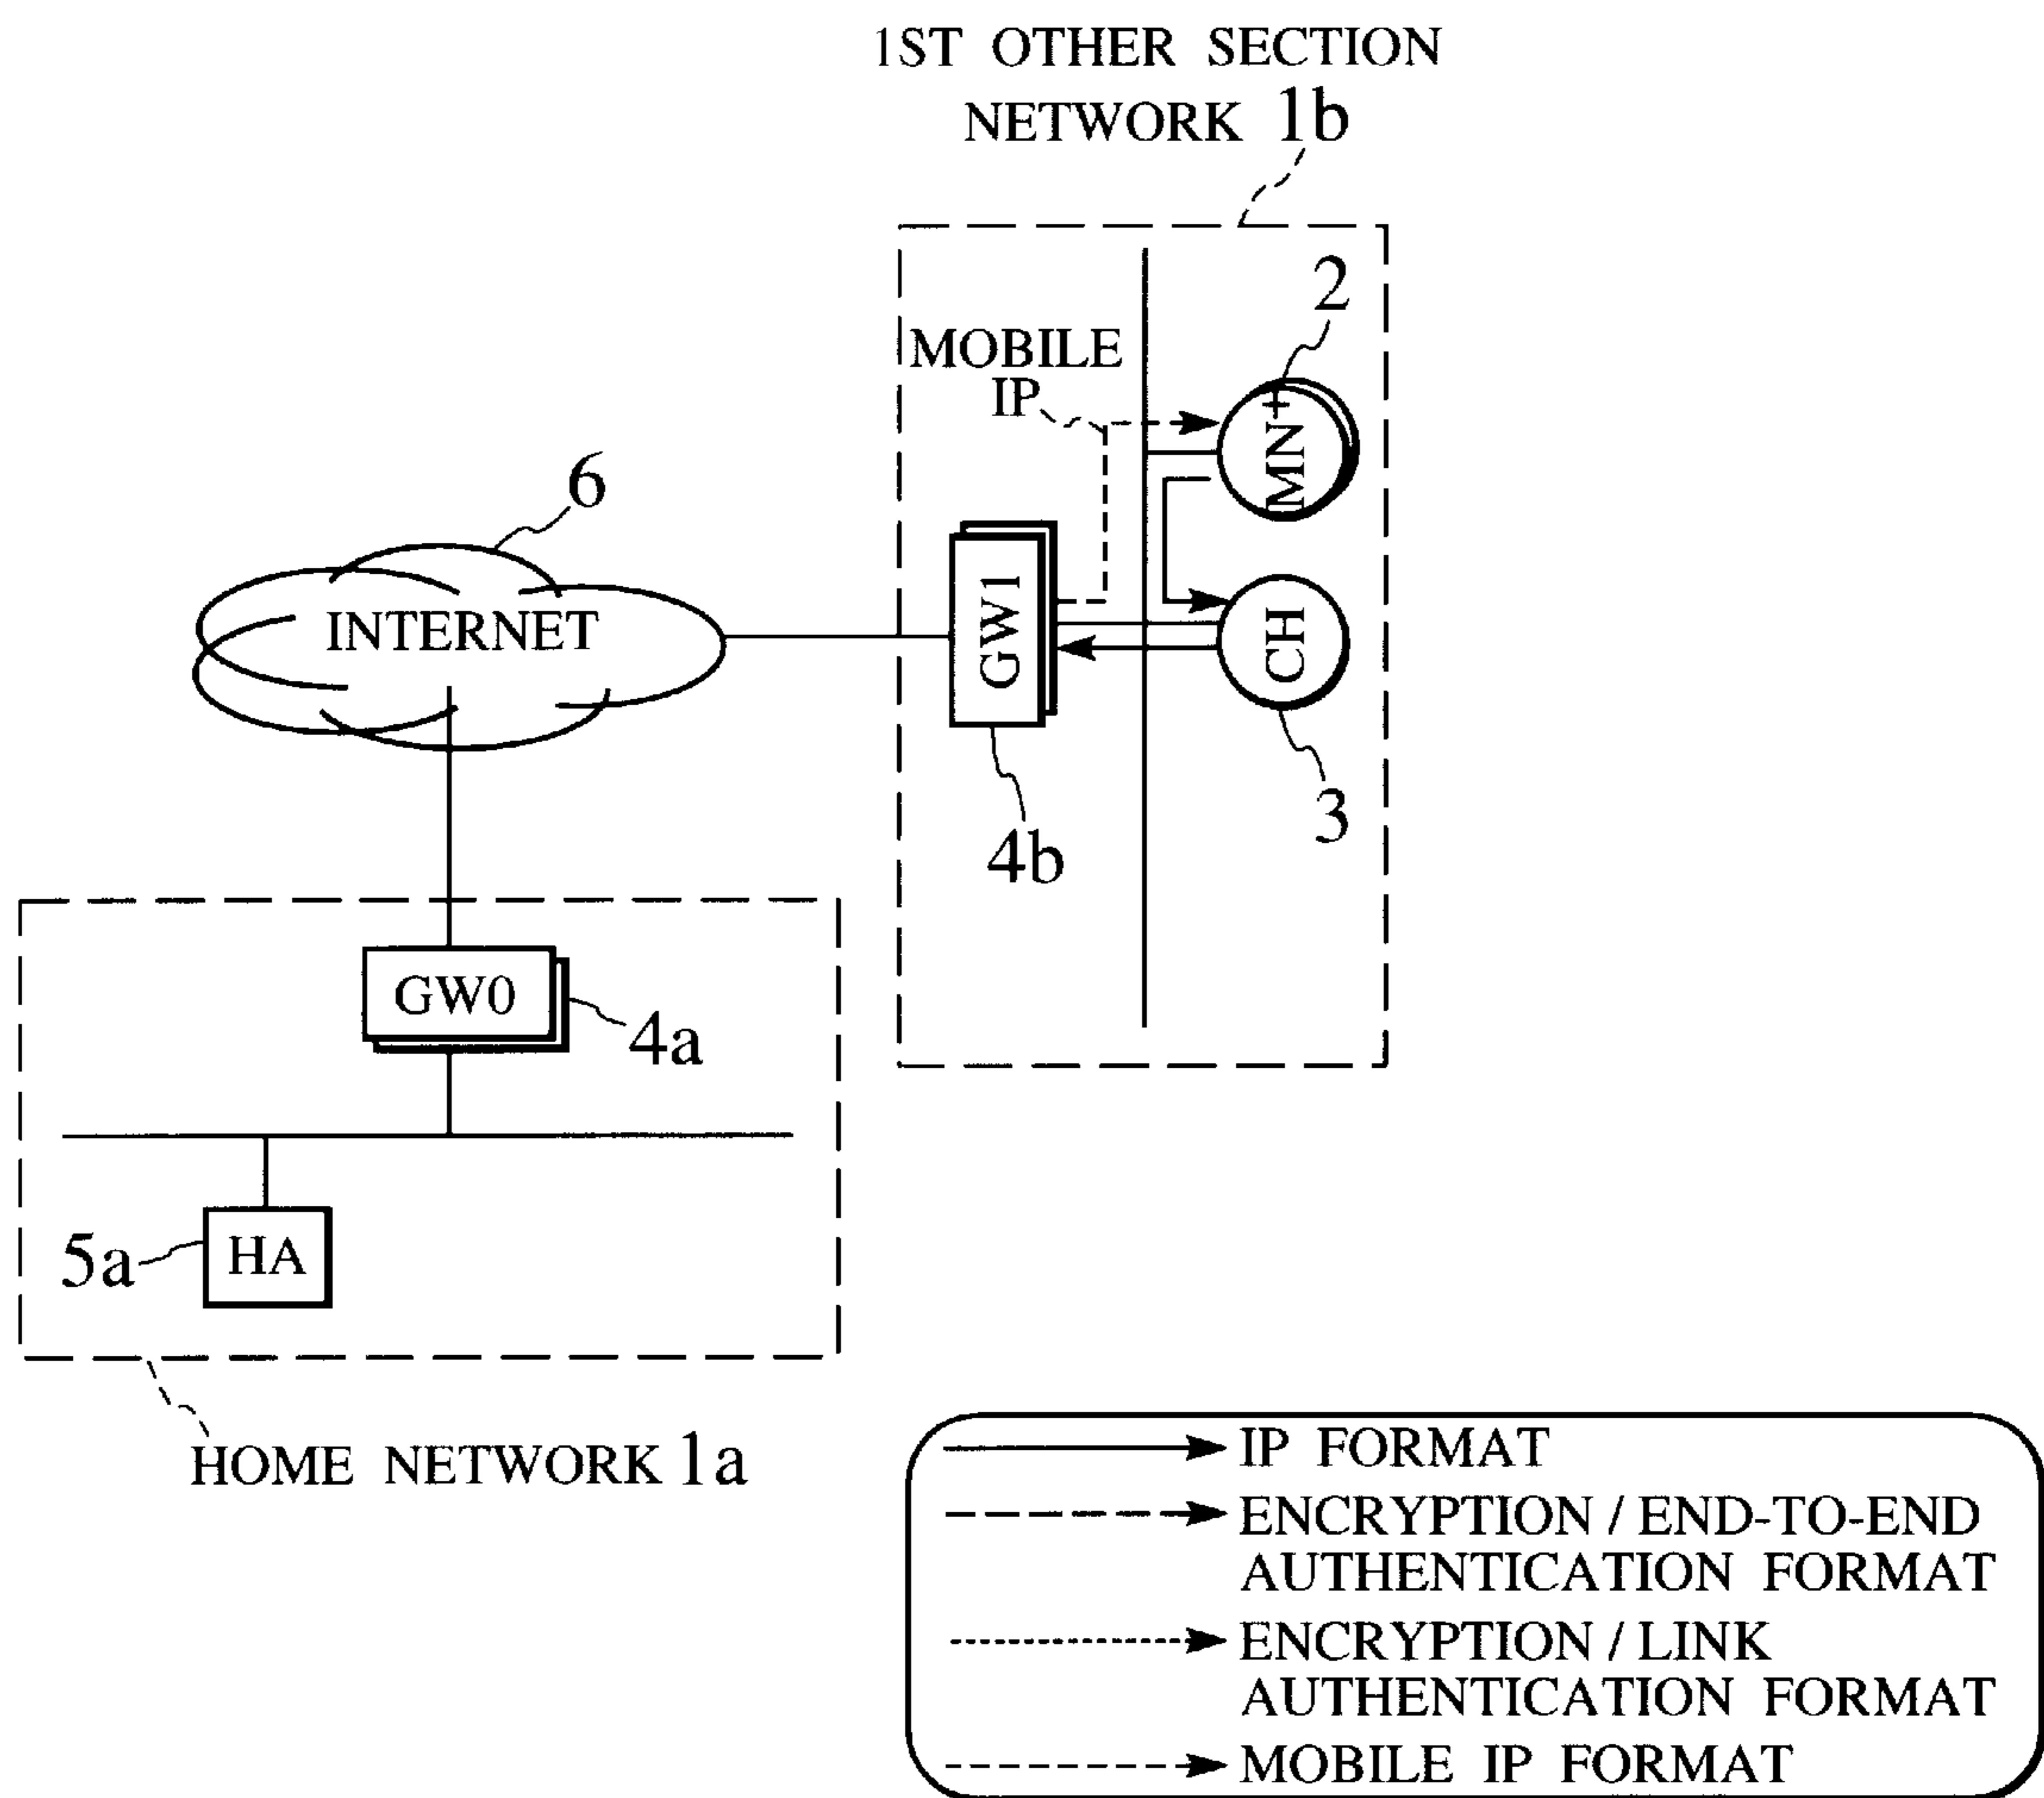 1ST OTHER SECTION
NETWORK 1b
2
MOBILE
IP
MN+
6
INTERNET
GW1
CH
3
4b
GW0
4a
5a
HA
HOME NETWORK 1a
IP FORMAT
ENCRYPTION / END-TO-END
AUTHENTICATION FORMAT
ENCRYPTION / LINK
AUTHENTICATION FORMAT
MOBILE IP FORMAT